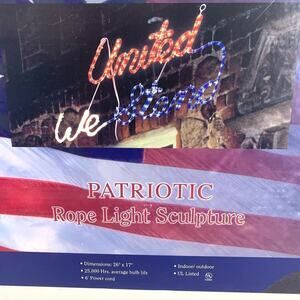 United
We Stand
PATRIOTIC
Rope Light Sculpture
• Dimensions: 26" x 17"
• 25,000 Hrs. average bulb life
• 6' Power cord
• Indoor/ outdoor
• UL Listed